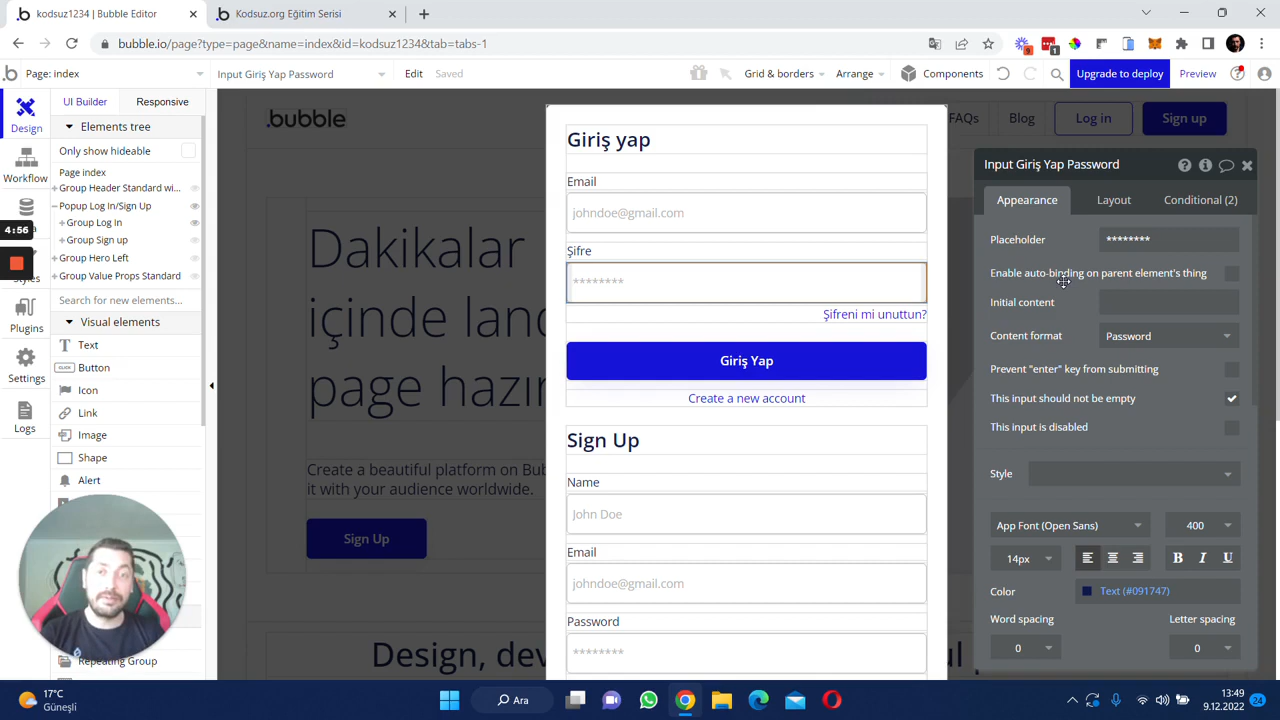 kodsuz1234 | Bubble Editor
Kodsuz.org Eğitim Serisi
bubble.io/page?type=page&name=index&id=kodsuz1234&tab=tabs-1
9
1
Page: index
Input Giriş Yap Password
Edit
Saved
Grid & borders
Arrange
Components
Upgrade to deploy
Preview
Design
Workflow
4:56
Plugins
Settings
Logs
UI Builder
Responsive
Elements tree
Only show hideable
Page index
Group Header Standard wi...
Popup Log In/Sign Up
Group Log In
Group Sign up
Group Hero Left
Group Value Props Standard
Search for new elements...
Visual elements
Text
Button
Icon
Link
Image
Shape
Alert
Repeating Group
.bubble
FAQs
Blog
Log in
Sign up
Dakikalar
içinde land
page hazır
Create a beautiful platform on Bub
it with your audience worldwide.
Sign Up
Design, dev
Giriş yap
Email
johndoe@gmail.com
Şifre
********
Şifreni mi unuttun?
Giriş Yap
Create a new account
Sign Up
Name
John Doe
Email
johndoe@gmail.com
Password
********
Input Giriş Yap Password
Appearance
Layout
Conditional (2)
Placeholder
********
Enable auto-binding on parent element's thing
Initial content
Content format
Password
Prevent "enter" key from submitting
This input should not be empty
This input is disabled
Style
App Font (Open Sans)
400
14px
B
I
U
Color
Text (#091747)
Word spacing
Letter spacing
0
0
17°C
Güneşli
Ara
13:49
9.12.2022
24